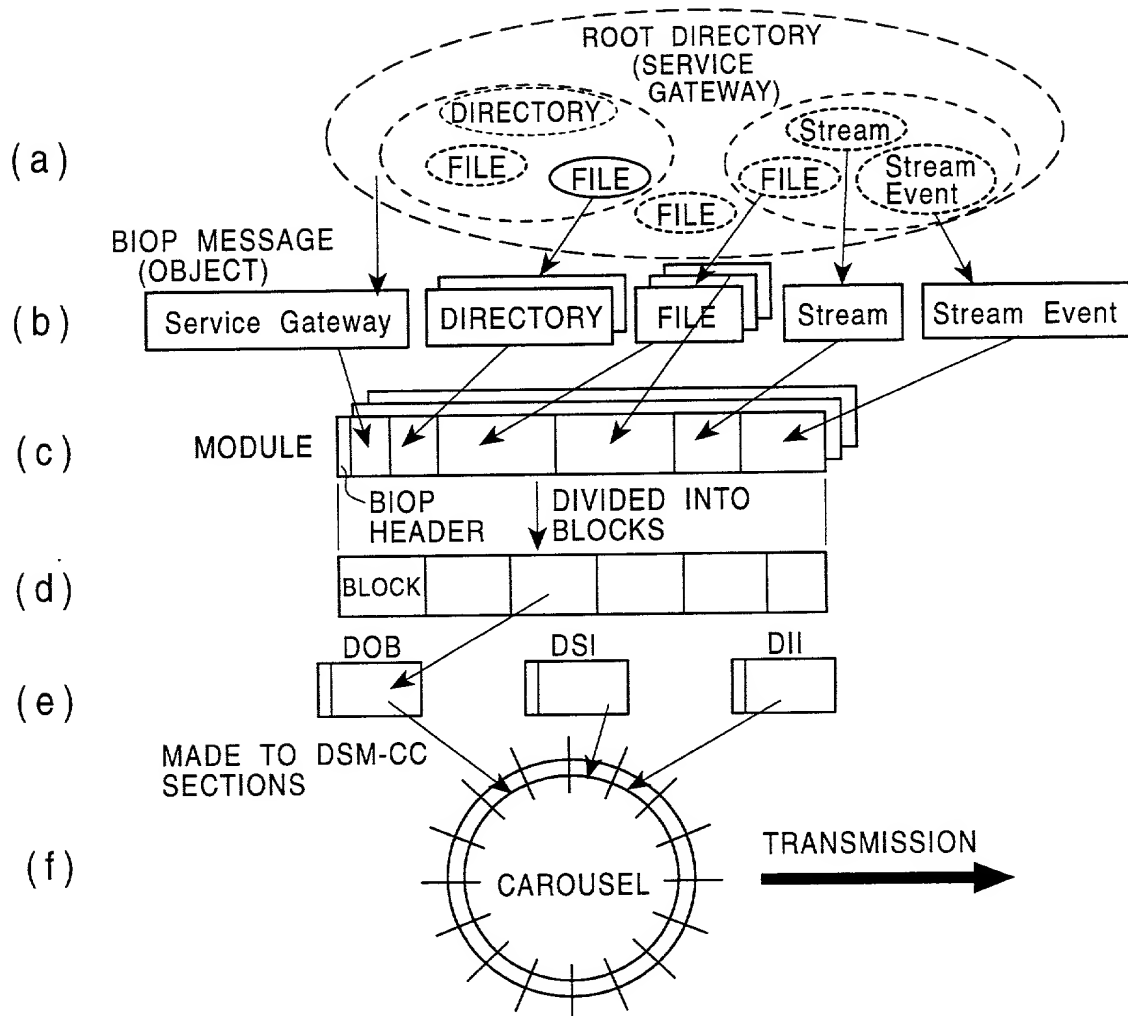 ROOT DIRECTORY
(SERVICE
GATEWAY)
(a)
DIRECTORY
FILE
FILE
FILE
FILE
Stream
Stream
Event
BIOP MESSAGE
(OBJECT)
(b)
Service Gateway
DIRECTORY
FILE
Stream
Stream Event
(c)
MODULE
BIOP
HEADER
DIVIDED INTO
BLOCKS
(d)
BLOCK
DOB
DSI
DII
(e)
MADE TO DSM-CC
SECTIONS
(f)
CAROUSEL
TRANSMISSION